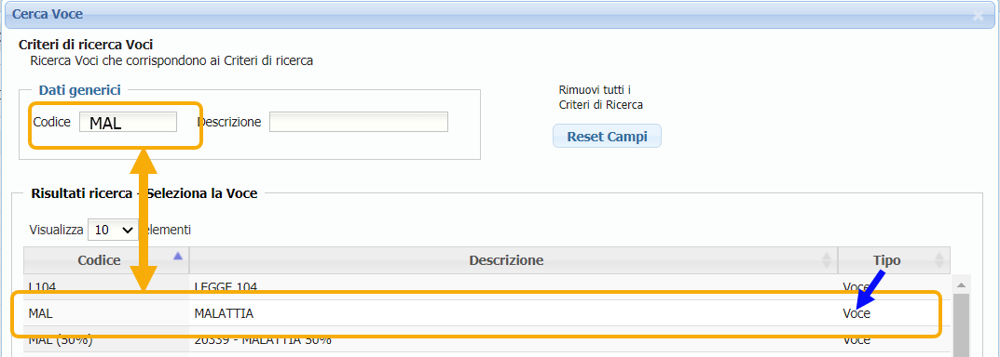 Cerca Voce
Criteri di ricerca Voci
Ricerca Voci che corrispondono ai Criteri di ricerca
Dati generici
Codice MAL Descrizione
Rimuovi tutti i
Criteri di Ricerca
Reset Campi
Risultati ricerca - Seleziona la Voce
Visualizza 10 elementi
Codice Descrizione Tipo
L104 LEGGE 104 Voce
MAL MALATTIA Voce
MAL (50%) 20339 - MALATTIA 50% Voce